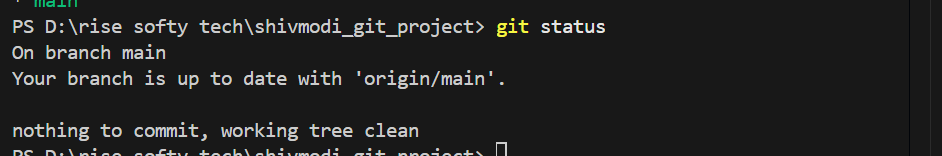 * main
PS D:\rise softy tech\shivmodi_git_project> git status
On branch main
Your branch is up to date with 'origin/main'.
nothing to commit, working tree clean
PS D:\rise softy tech\shivmodi_git_project>